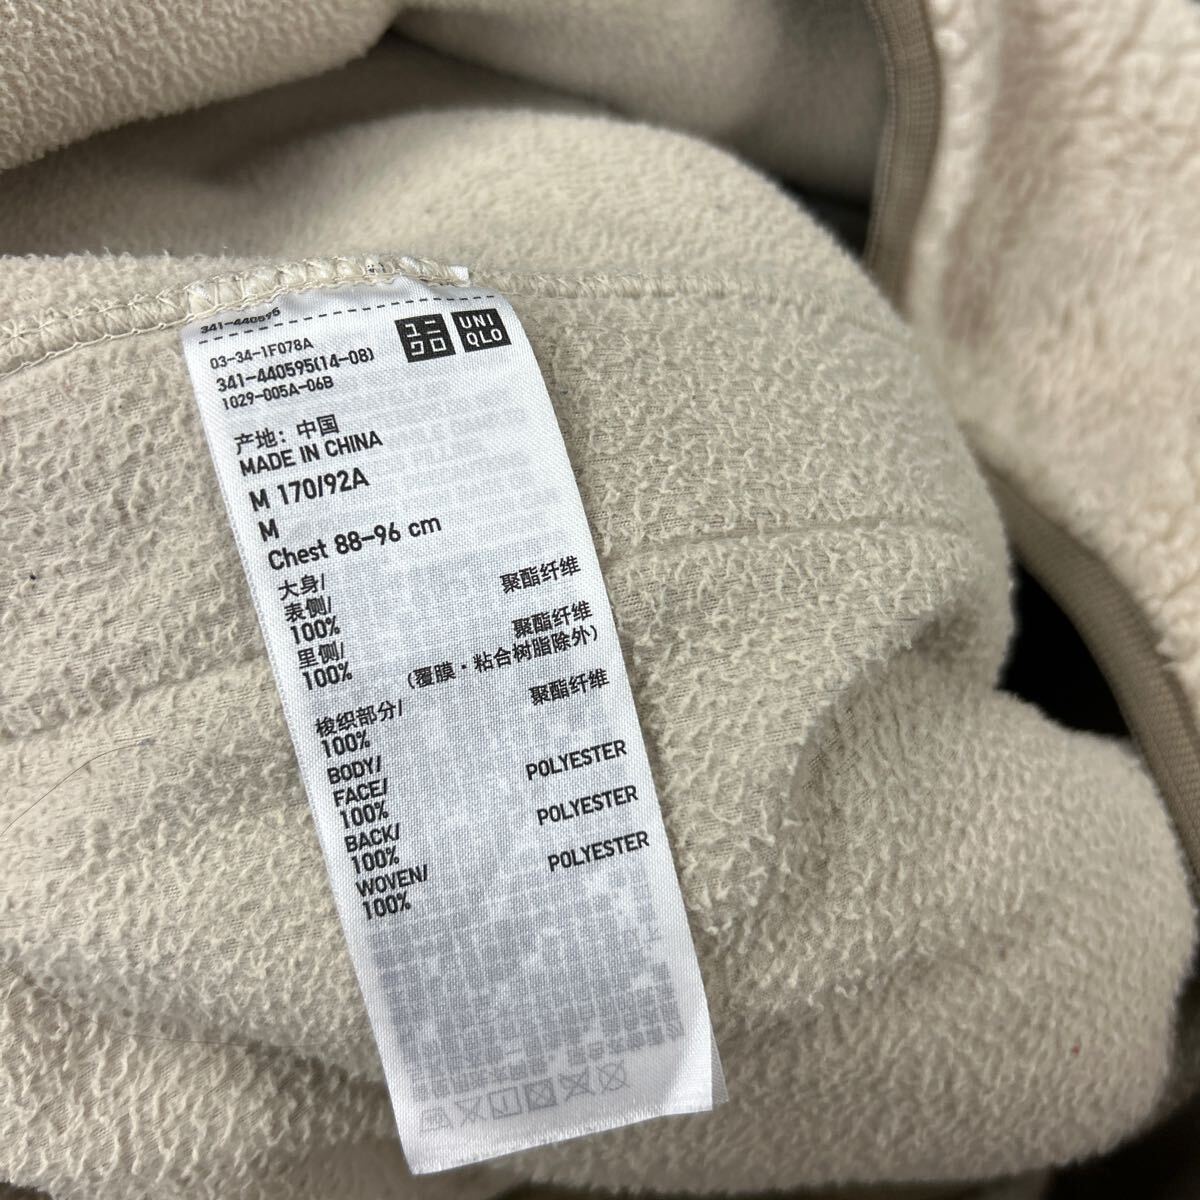 341-440595
ユニ
クロ
UNI
QLO
03-34-1F078A
341-440595(14-08)
1029-005A-06B
产地: 中国
MADE IN CHINA
M 170/92A
M
Chest 88-96 cm
大身/
表侧/ 聚酯纤维
100%
里侧/ 聚酯纤维
100% (覆膜·粘合树脂除外)
梭织部分/ 聚酯纤维
100%
BODY/
FACE/ POLYESTER
100%
BACK/ POLYESTER
100%
WOVEN/ POLYESTER
100%